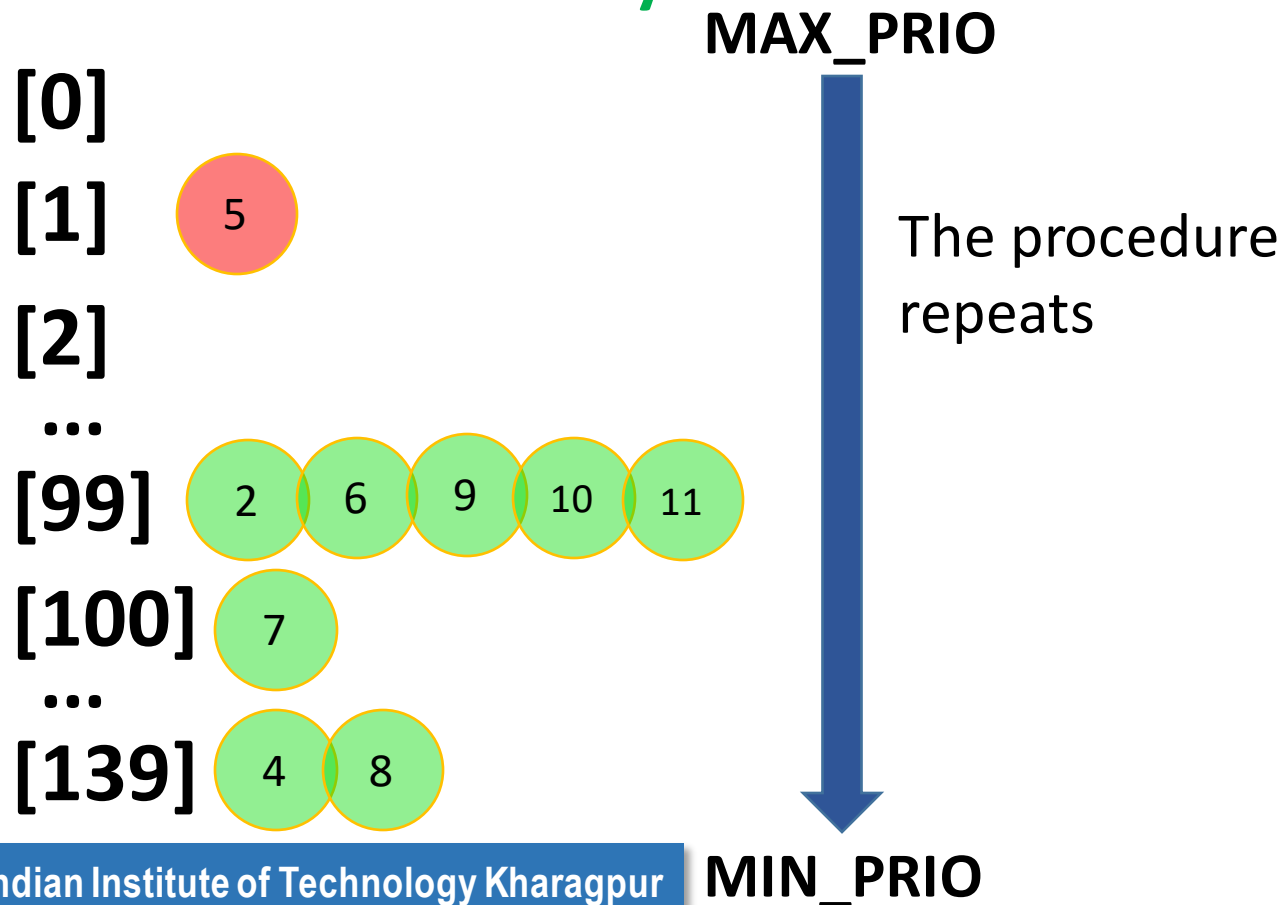 MAX_PRIO
[0]
[1] 5
The procedure
repeats
[2]
...
[99] 2 6 9 10 11
[100] 7
...
[139] 4 8
ndian Institute of Technology Kharagpur
MIN_PRIO